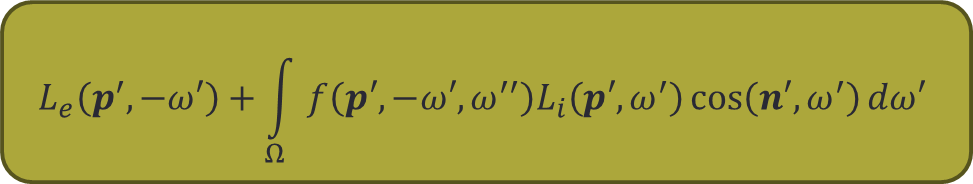 L_e(p′, −ω′) + ∫_Ω f(p′, −ω′, ω′′)L_i(p′, ω′) cos(n′, ω′) dω′